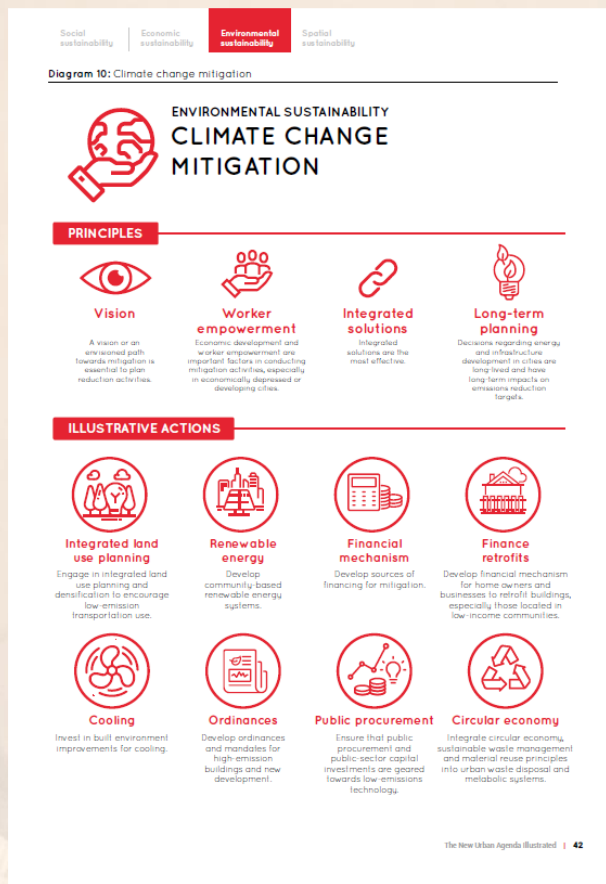 Social
sustainability
Economic
sustainability
Environmental
sustainability
Spatial
sustainability
Diagram 10: Climate change mitigation
ENVIRONMENTAL SUSTAINABILITY
CLIMATE CHANGE
MITIGATION
PRINCIPLES
Vision
A vision or an
envisioned path
towards mitigation is
essential to plan
reduction activities.
Worker
empowerment
Economic development and
worker empowerment are
important factors in conducting
mitigation activities, especially
in economically depressed or
developing cities.
Integrated
solutions
Integrated
solutions are the
most effective.
Long-term
planning
Decisions regarding energy
and infrastructure
development in cities are
long-lived and have
long-term impacts on
emissions reduction
targets.
ILLUSTRATIVE ACTIONS
Integrated land
use planning
Engage in integrated land
use planning and
densification to encourage
low-emission
transportation use.
Renewable
energy
Develop
community-based
renewable energy
systems.
Financial
mechanism
Develop sources of
financing for mitigation.
Finance
retrofits
Develop financial mechanism
for home owners and
businesses to retrofit buildings,
especially those located in
low-income communities.
Cooling
Invest in built environment
improvements for cooling.
Ordinances
Develop ordinances
and mandates for
high-emission
buildings and new
development.
Public procurement
Ensure that public
procurement and
public-sector capital
investments are geared
towards low-emissions
technology.
Circular economy
Integrate circular economy,
sustainable waste management
and material reuse principles
into urban waste disposal and
metabolic systems.
The New Urban Agenda Illustrated | 42